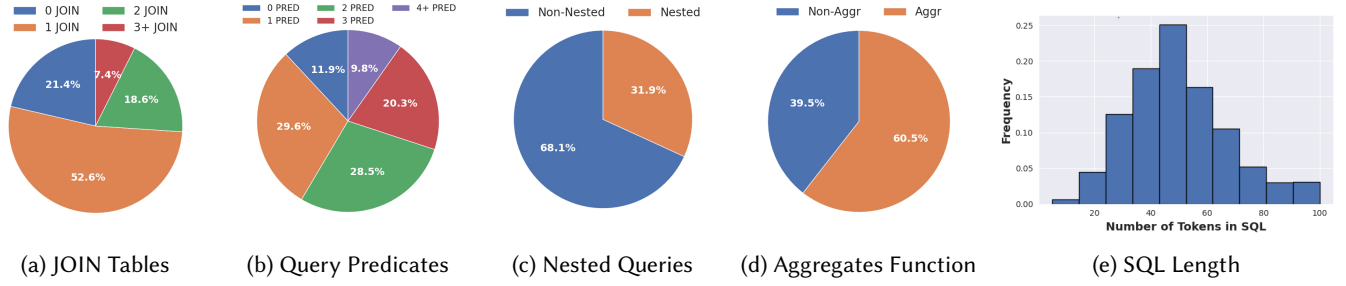 0 JOIN
2 JOIN
1 JOIN
3+ JOIN
21.4%
7.4%
18.6%
52.6%
(a) JOIN Tables
0 PRED
2 PRED
4+ PRED
1 PRED
3 PRED
11.9%
9.8%
20.3%
29.6%
28.5%
(b) Query Predicates
Non-Nested
Nested
31.9%
68.1%
(c) Nested Queries
Non-Aggr
Aggr
39.5%
60.5%
(d) Aggregates Function
Frequency
0.25
0.20
0.15
0.10
0.05
0.00
20
40
60
80
100
Number of Tokens in SQL
(e) SQL Length